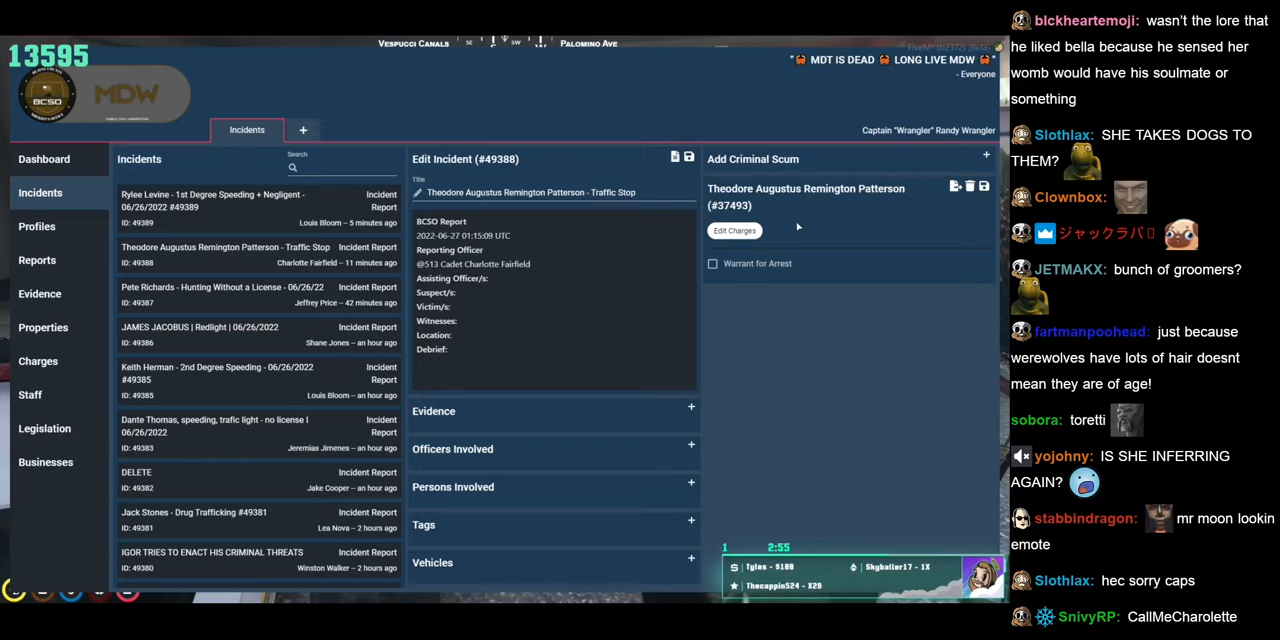 13595
VESPUCCI CANALS SE SW PALOMINO AVE
FiveM® (b2372) (Beta)
BCSO
MDW
" 🦀 MDT IS DEAD 🦀 LONG LIVE MDW 🦀 "
- Everyone
Incidents
+
Captain "Wrangler" Randy Wrangler
Dashboard
Incidents
Profiles
Reports
Evidence
Properties
Charges
Staff
Legislation
Businesses
Incidents
Search
Rylee Levine - 1st Degree Speeding + Negligent - 06/26/2022 #49389
Incident Report
ID: 49389
Louis Bloom – 5 minutes ago
Theodore Augustus Remington Patterson - Traffic Stop
Incident Report
ID: 49388
Charlotte Fairfield – 11 minutes ago
Pete Richards - Hunting Without a License - 06/26/22
Incident Report
ID: 49387
Jeffrey Price – 42 minutes ago
JAMES JACOBUS | Redlight | 06/26/2022
Incident Report
ID: 49386
Shane Jones – an hour ago
Keith Herman - 2nd Degree Speeding - 06/26/2022 #49385
Incident Report
ID: 49385
Louis Bloom – an hour ago
Dante Thomas, speeding, trafic light - no license I 06/26/2022
Incident Report
ID: 49383
Jeremias Jimenes – an hour ago
DELETE
Incident Report
ID: 49382
Jake Cooper – an hour ago
Jack Stones - Drug Trafficking #49381
Incident Report
ID: 49381
Lea Nova – 2 hours ago
IGOR TRIES TO ENACT HIS CRIMINAL THREATS
Incident Report
ID: 49380
Winston Walker – 2 hours ago
Edit Incident (#49388)
Title
Theodore Augustus Remington Patterson - Traffic Stop
BCSO Report
2022-06-27 01:15:09 UTC
Reporting Officer
@513 Cadet Charlotte Fairfield
Assisting Officer/s:
Suspect/s:
Victim/s:
Witnesses:
Location:
Debrief:
Evidence +
Officers Involved +
Persons Involved +
Tags +
Vehicles +
Add Criminal Scum +
Theodore Augustus Remington Patterson
(#37493)
Edit Charges
Warrant for Arrest
1 2:55
Tylas - 5100
Skyballer17 - 1X
Thecappin524 - X29
blckheartemoji: wasn't the lore that
he liked bella because he sensed her
womb would have his soulmate or
something
Slothlax: SHE TAKES DOGS TO
THEM?
Clownbox:
ジャックラバ
JETMAKX: bunch of groomers?
fartmanpoohead: just because
werewolves have lots of hair doesnt
mean they are of age!
sobora: toretti
yojohny: IS SHE INFERRING
AGAIN?
stabbindragon: mr moon lookin
emote
Slothlax: hec sorry caps
SnivyRP: CallMeCharolette